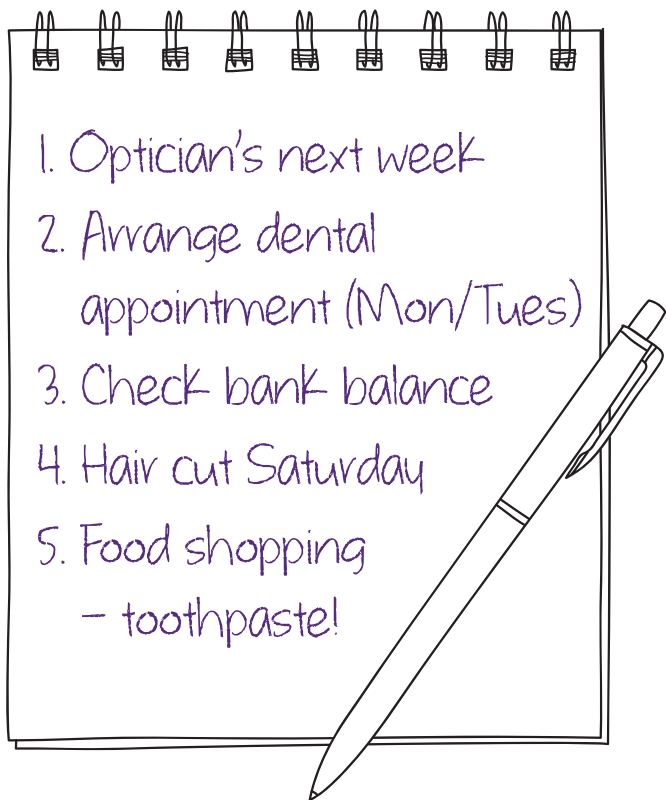 1. Optician's next week
2. Arrange dental
appointment (Mon/Tues)
3. Check bank balance
4. Hair cut Saturday
5. Food shopping
– toothpaste!